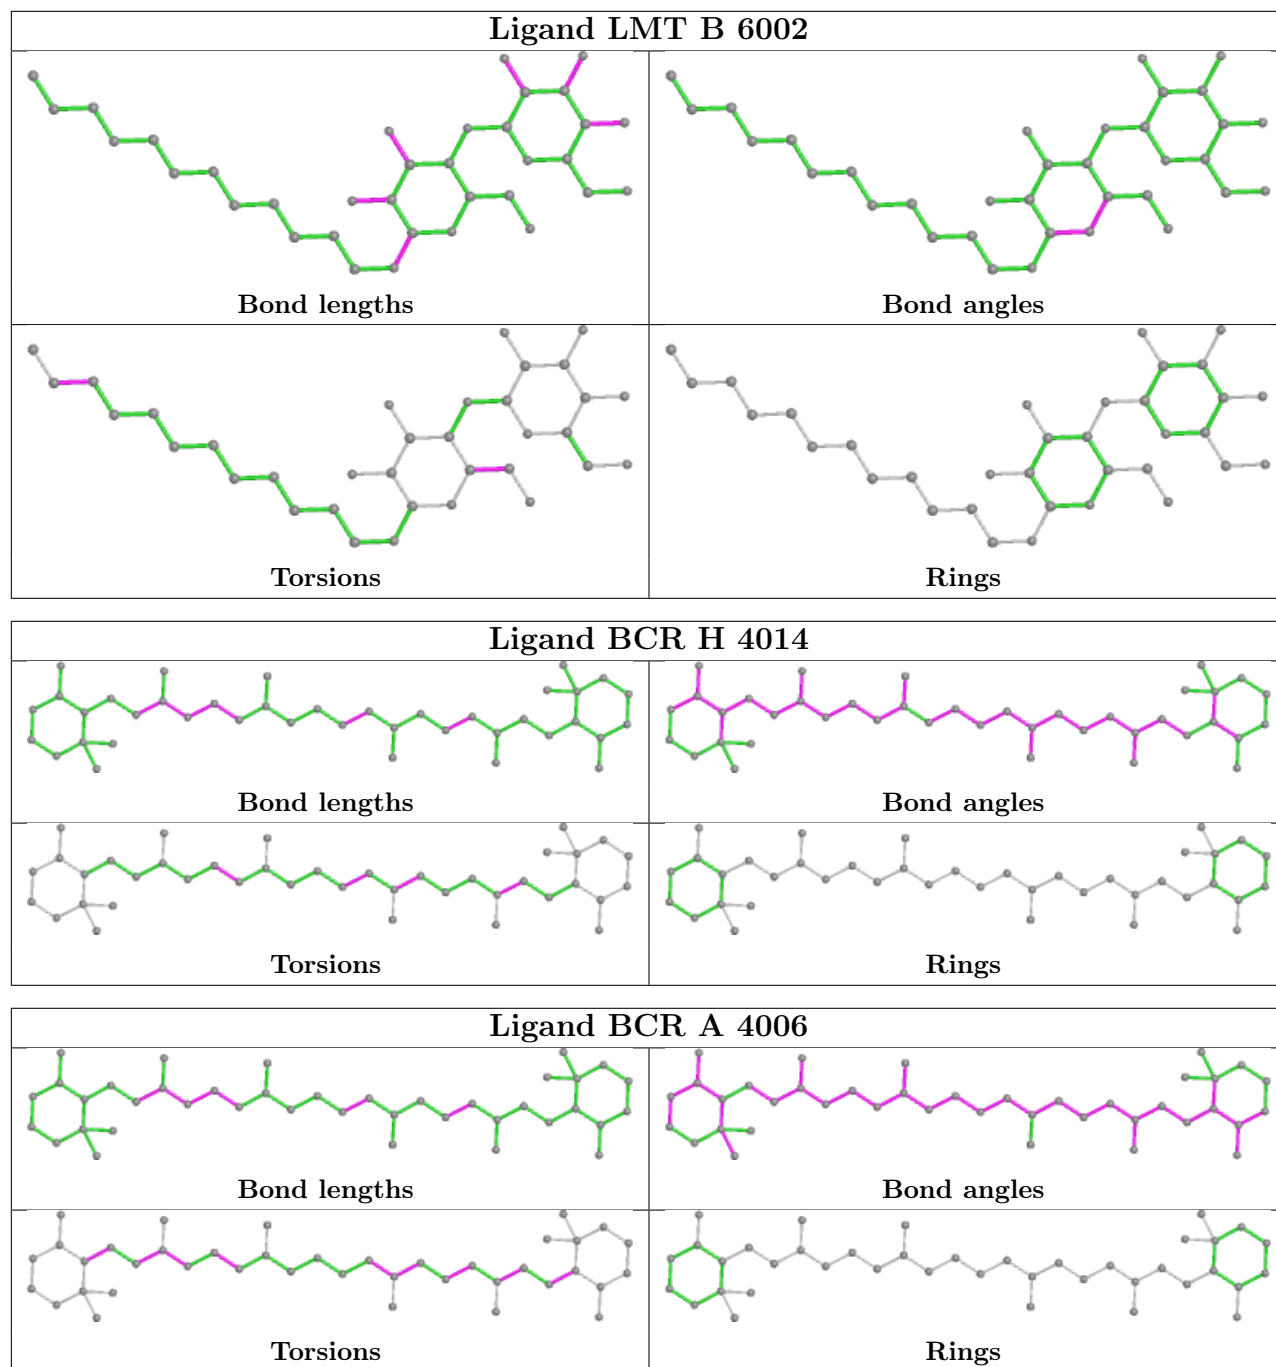 Ligand LMT B 6002
Bond lengths
Bond angles
Torsions
Rings
Ligand BCR H 4014
Bond lengths
Bond angles
Torsions
Rings
Ligand BCR A 4006
Bond lengths
Bond angles
Torsions
Rings